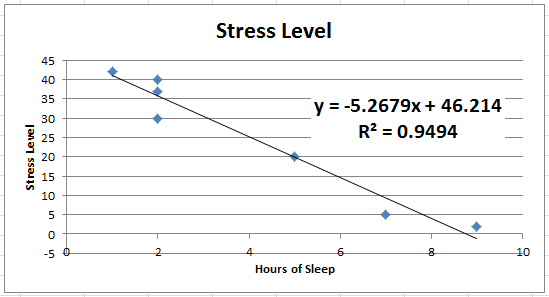 Stress Level
45
40
35
30
25
20
15
10
5
0
-5
Stress Level
y = -5.2679x + 46.214
R² = 0.9494
0 2 4 6 8 10
Hours of Sleep